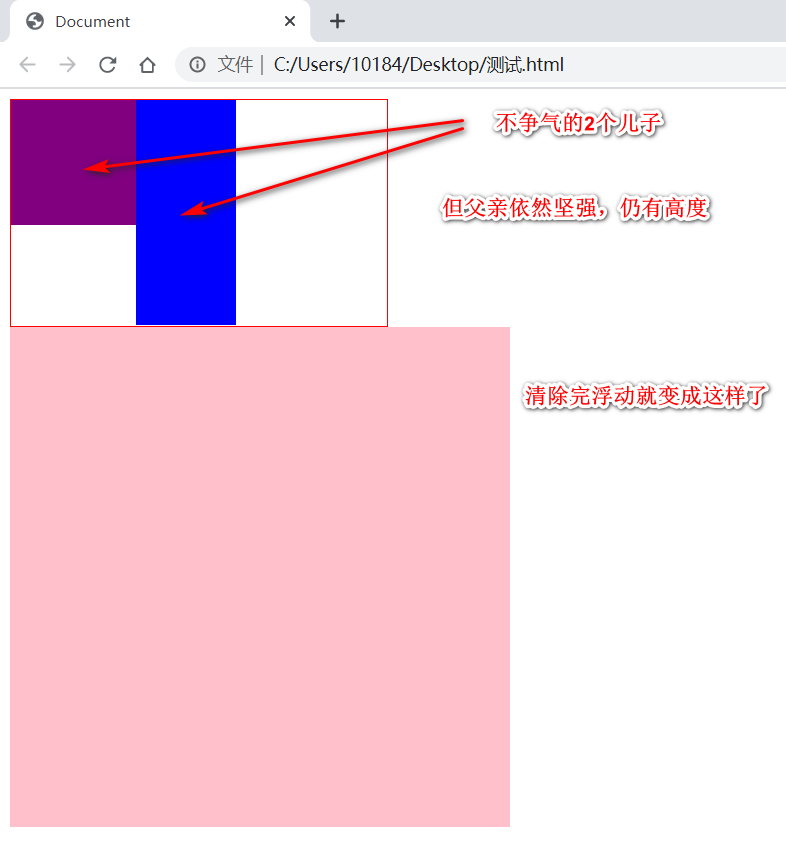 Document
文件 | C:/Users/10184/Desktop/测试.html
不争气的2个儿子
但父亲依然坚强，仍有高度
清除完浮动就变成这样了